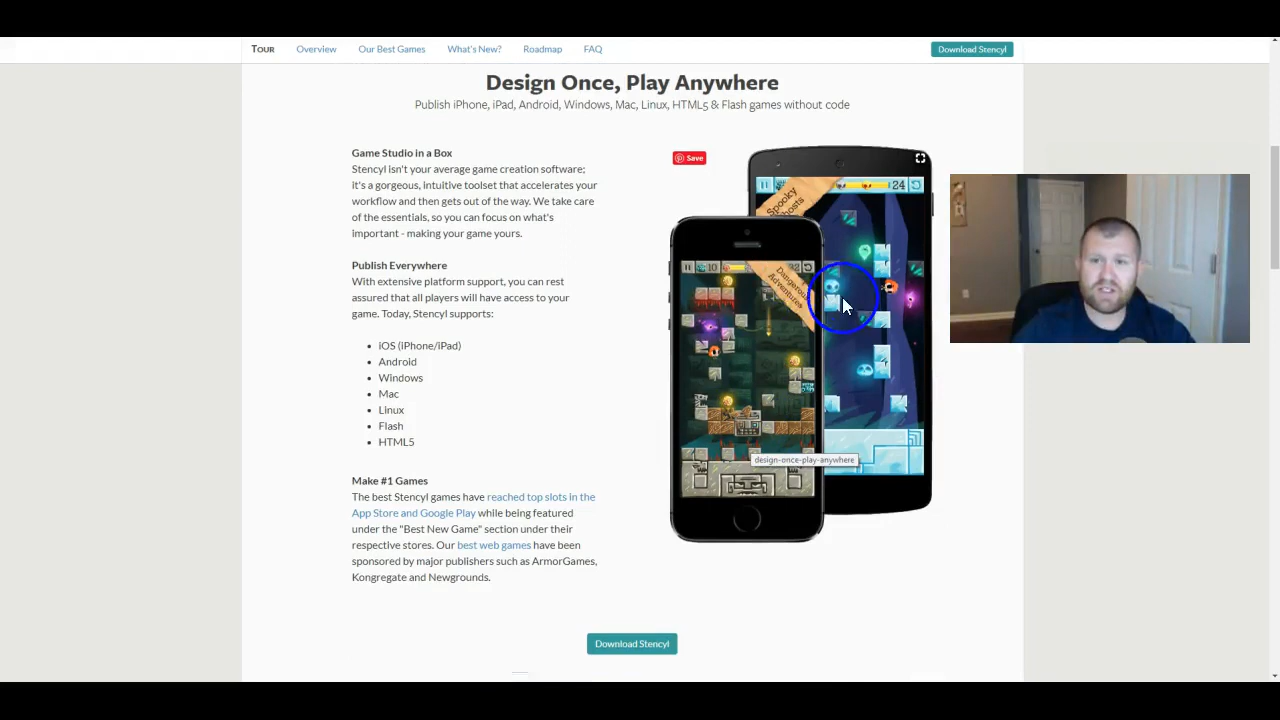 Tour Overview Our Best Games What's New? Roadmap FAQ Download Stencyl
Design Once, Play Anywhere
Publish iPhone, iPad, Android, Windows, Mac, Linux, HTML5 & Flash games without code
Game Studio in a Box
Stencyl isn't your average game creation software;
it's a gorgeous, intuitive toolset that accelerates your
workflow and then gets out of the way. We take care
of the essentials, so you can focus on what's
important - making your game yours.
Publish Everywhere
With extensive platform support, you can rest
assured that all players will have access to your
game. Today, Stencyl supports:
iOS (iPhone/iPad)
Android
Windows
Mac
Linux
Flash
HTML5
Make #1 Games
The best Stencyl games have reached top slots in the
App Store and Google Play while being featured
under the "Best New Game" section under their
respective stores. Our best web games have been
sponsored by major publishers such as ArmorGames,
Kongregate and Newgrounds.
Save
Spooky
Ghosts
24
10
Dangerous
Adventures
design-once-play-anywhere
Download Stencyl